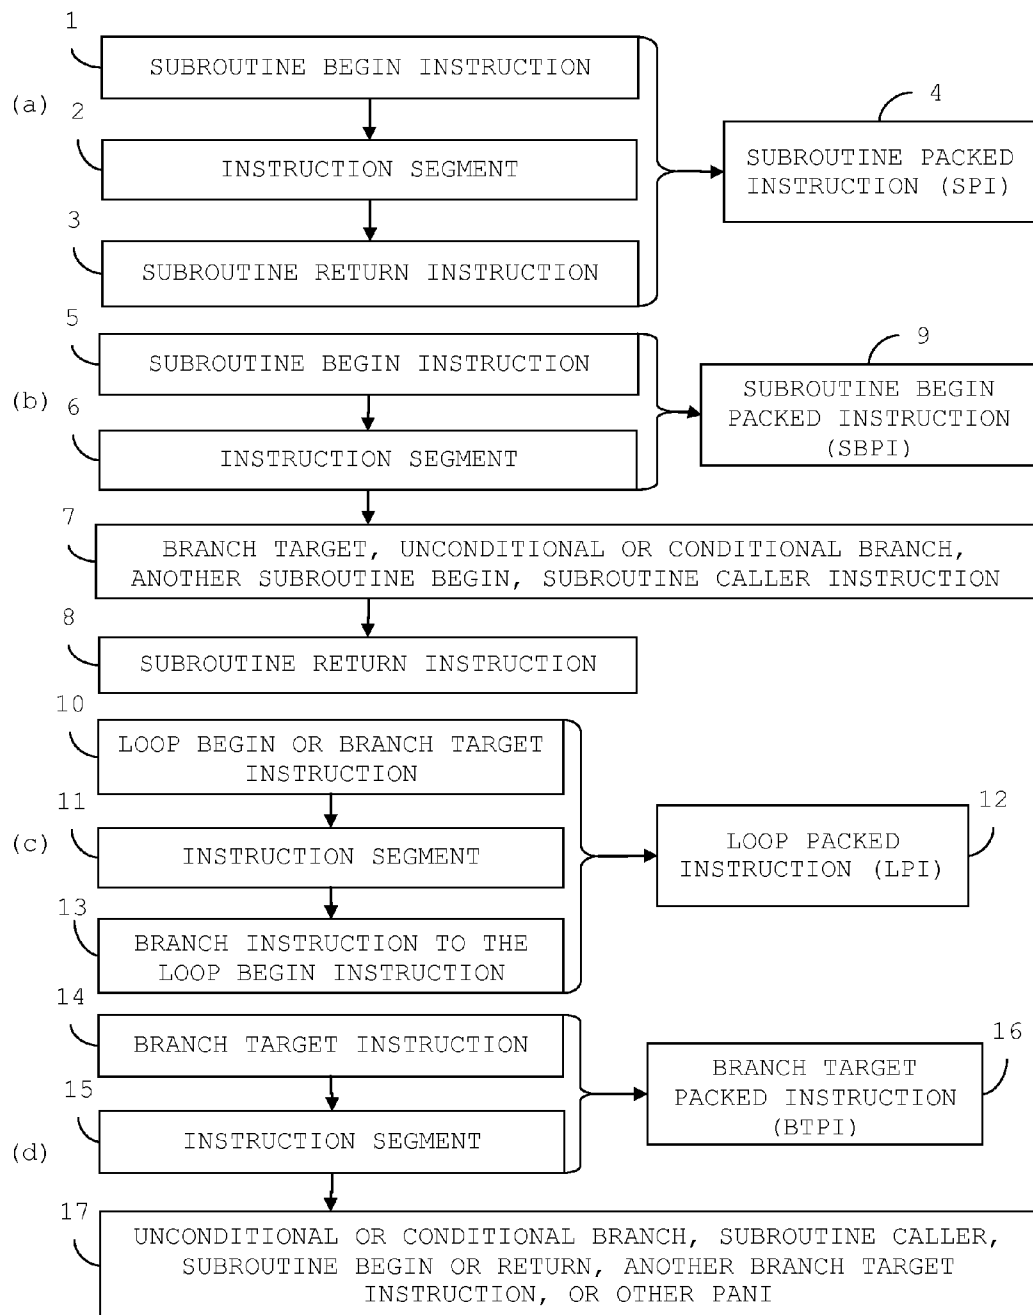 1
SUBROUTINE BEGIN INSTRUCTION
(a)
2
INSTRUCTION SEGMENT
3
SUBROUTINE RETURN INSTRUCTION
4
SUBROUTINE PACKED
INSTRUCTION (SPI)
5
SUBROUTINE BEGIN INSTRUCTION
(b)
6
INSTRUCTION SEGMENT
9
SUBROUTINE BEGIN
PACKED INSTRUCTION
(SBPI)
7
BRANCH TARGET, UNCONDITIONAL OR CONDITIONAL BRANCH,
ANOTHER SUBROUTINE BEGIN, SUBROUTINE CALLER INSTRUCTION
8
SUBROUTINE RETURN INSTRUCTION
10
LOOP BEGIN OR BRANCH TARGET
INSTRUCTION
11
(c)
INSTRUCTION SEGMENT
12
LOOP PACKED
INSTRUCTION (LPI)
13
BRANCH INSTRUCTION TO THE
LOOP BEGIN INSTRUCTION
14
BRANCH TARGET INSTRUCTION
15
INSTRUCTION SEGMENT
(d)
16
BRANCH TARGET
PACKED INSTRUCTION
(BTPI)
17
UNCONDITIONAL OR CONDITIONAL BRANCH, SUBROUTINE CALLER,
SUBROUTINE BEGIN OR RETURN, ANOTHER BRANCH TARGET
INSTRUCTION, OR OTHER PANI